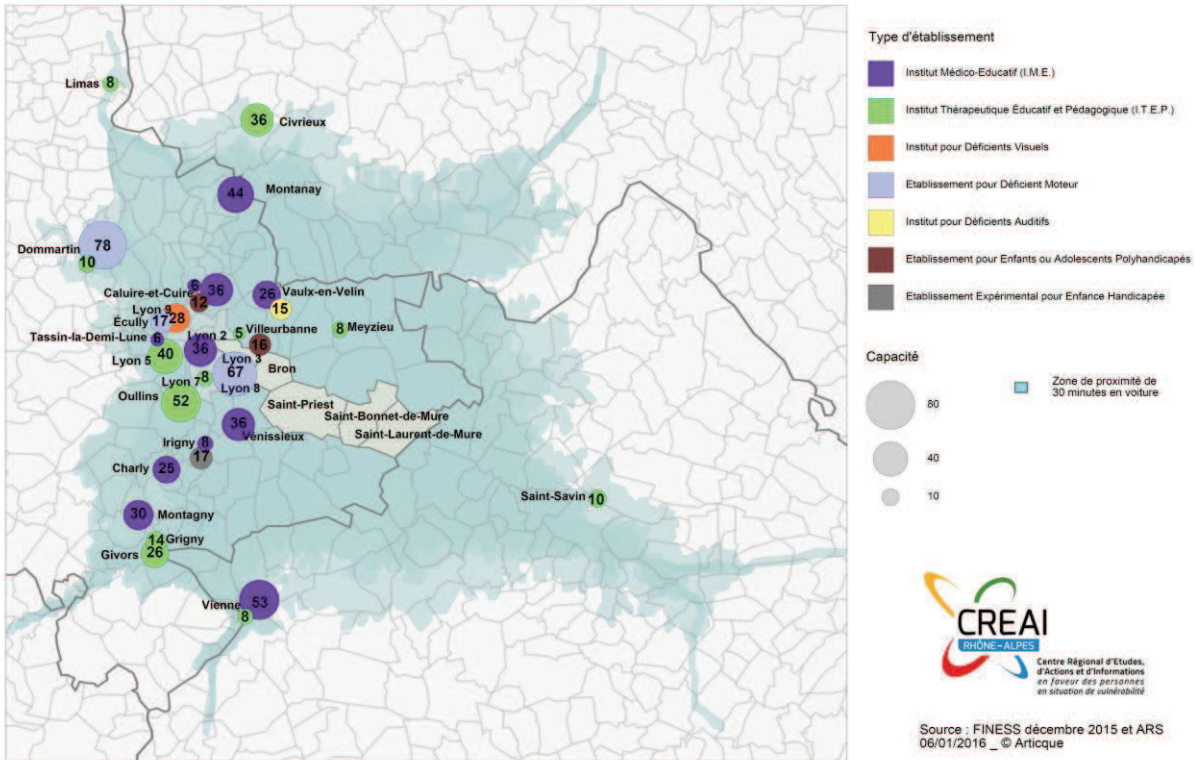 Limas 8
36 Civrieux
44 Montanay
78
Dommartin
10
6
36
Caluire-et-Cuire
12
26 Vaulx-en-Velin
15
Lyon 9
28
Écully 17
Tassin-la-Demi-Lune 6
Lyon 2
36
5 Villeurbanne
16
8 Meyzieu
Lyon 5 40
Lyon 3
67
Bron
Lyon 7 8
Lyon 8
Oullins
52
Saint-Priest
Saint-Bonnet-de-Mure
Saint-Laurent-de-Mure
36
Vénissieux
Irigny 8
17
Charly 25
Saint-Savin 10
30 Montagny
14 Grigny
Givors 26
Vienne 53
8
Type d'établissement
Institut Médico-Educatif (I.M.E.)
Institut Thérapeutique Éducatif et Pédagogique (I.T.E.P.)
Institut pour Déficients Visuels
Etablissement pour Déficient Moteur
Institut pour Déficients Auditifs
Etablissement pour Enfants ou Adolescents Polyhandicapés
Etablissement Expérimental pour Enfance Handicapée
Capacité
80
40
10
Zone de proximité de
30 minutes en voiture
CREAI
RHÔNE-ALPES
Centre Régional d'Etudes,
d'Actions et d'Informations
en faveur des personnes
en situation de vulnérabilité
Source : FINESS décembre 2015 et ARS
06/01/2016 _ © Articque